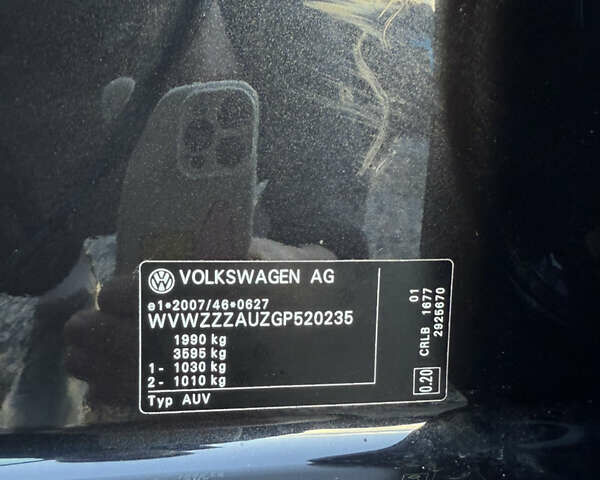 VOLKSWAGEN AG
e1*2007/46*0627
WVWZZZAUZGP520235
1990 kg
3595 kg
1- 1030 kg
2- 1010 kg
Typ AUV
0.20
CRLB 1677
01
2925670